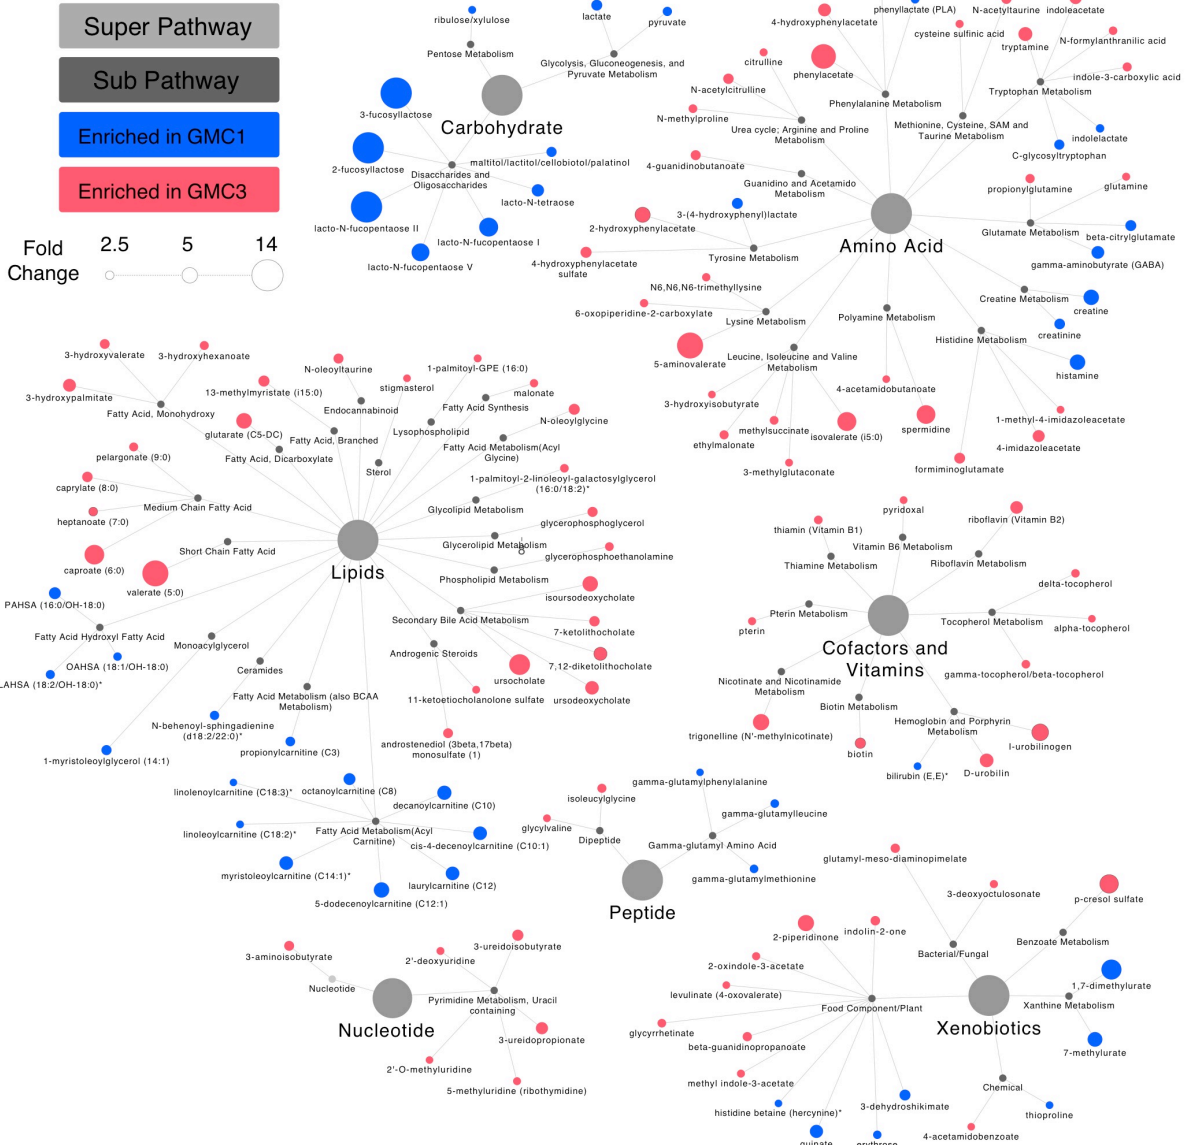 Super Pathway
Sub Pathway
Enriched in GMC1
Enriched in GMC3
Fold
Change
2.5
5
14
ribulose/xylulose
lactate
pyruvate
Pentose Metabolism
Glycolysis, Gluconeogenesis, and
Pyruvate Metabolism
3-fucosyllactose
Carbohydrate
2-fucosyllactose
maltitol/lactitol/cellobiotol/palatinol
Disaccharides and
Oligosaccharides
lacto-N-tetraose
lacto-N-fucopentaose II
lacto-N-fucopentaose I
lacto-N-fucopentaose V
4-hydroxyphenylacetate
phenyllactate (PLA)
N-acetyltaurine
indoleacetate
cysteine sulfinic acid
tryptamine
N-formylanthranilic acid
citrulline
phenylacetate
indole-3-carboxylic acid
N-acetylcitrulline
Phenylalanine Metabolism
Tryptophan Metabolism
N-methylproline
Urea cycle; Arginine and Proline
Metabolism
Methionine, Cysteine, SAM and
Taurine Metabolism
indolelactate
C-glycosyltryptophan
4-guanidinobutanoate
Guanidino and Acetamido
Metabolism
propionylglutamine
glutamine
3-(4-hydroxyphenyl)lactate
2-hydroxyphenylacetate
Amino Acid
Glutamate Metabolism
beta-citrylglutamate
gamma-aminobutyrate (GABA)
4-hydroxyphenylacetate
sulfate
Tyrosine Metabolism
N6,N6,N6-trimethyllysine
Creatine Metabolism
creatine
6-oxopiperidine-2-carboxylate
Lysine Metabolism
Polyamine Metabolism
creatinine
Histidine Metabolism
5-aminovalerate
Leucine, Isoleucine and Valine
Metabolism
histamine
4-acetamidobutanoate
3-hydroxyisobutyrate
methylsuccinate
isovalerate (i5:0)
spermidine
1-methyl-4-imidazoleacetate
ethylmalonate
4-imidazoleacetate
3-methylglutaconate
formiminoglutamate
3-hydroxyvalerate
3-hydroxyhexanoate
N-oleoyltaurine
1-palmitoyl-GPE (16:0)
3-hydroxypalmitate
13-methylmyristate (i15:0)
stigmasterol
malonate
Fatty Acid, Monohydroxy
Endocannabinoid
Fatty Acid Synthesis
N-oleoylglycine
glutarate (C5-DC)
Fatty Acid, Branched
Lysophospholipid
Fatty Acid Metabolism(Acyl
Glycine)
pelargonate (9:0)
Fatty Acid, Dicarboxylate
Sterol
caprylate (8:0)
1-palmitoyl-2-linoleoyl-galactosylglycerol
(16:0/18:2)*
Medium Chain Fatty Acid
Glycolipid Metabolism
heptanoate (7:0)
glycerophosphoglycerol
Short Chain Fatty Acid
Glycerolipid Metabolism
8
glycerophosphoethanolamine
caproate (6:0)
Lipids
Phospholipid Metabolism
valerate (5:0)
PAHSA (16:0/OH-18:0)
isoursodeoxycholate
Secondary Bile Acid Metabolism
Fatty Acid Hydroxyl Fatty Acid
Monoacylglycerol
7-ketolithocholate
Androgenic Steroids
OAHSA (18:1/OH-18:0)
Ceramides
7,12-diketolithocholate
LAHSA (18:2/OH-18:0)*
ursocholate
Fatty Acid Metabolism (also BCAA
Metabolism)
11-ketoetiocholanolone sulfate
ursodeoxycholate
N-behenoyl-sphingadienine
(d18:2/22:0)*
propionylcarnitine (C3)
androstenediol (3beta,17beta)
monosulfate (1)
1-myristoleoylglycerol (14:1)
linolenoylcarnitine (C18:3)*
octanoylcarnitine (C8)
decanoylcarnitine (C10)
linoleoylcarnitine (C18:2)*
Fatty Acid Metabolism(Acyl
Carnitine)
cis-4-decenoylcarnitine (C10:1)
myristoleoylcarnitine (C14:1)*
laurylcarnitine (C12)
5-dodecenoylcarnitine (C12:1)
pyridoxal
thiamin (Vitamin B1)
riboflavin (Vitamin B2)
Vitamin B6 Metabolism
Thiamine Metabolism
Riboflavin Metabolism
delta-tocopherol
Pterin Metabolism
Tocopherol Metabolism
pterin
alpha-tocopherol
Cofactors and
Vitamins
gamma-tocopherol/beta-tocopherol
Nicotinate and Nicotinamide
Metabolism
Biotin Metabolism
Hemoglobin and Porphyrin
Metabolism
trigonelline (N'-methylnicotinate)
biotin
l-urobilinogen
bilirubin (E,E)*
D-urobilin
gamma-glutamylphenylalanine
isoleucylglycine
gamma-glutamylleucine
glycylvaline
Dipeptide
Gamma-glutamyl Amino Acid
gamma-glutamylmethionine
Peptide
glutamyl-meso-diaminopimelate
3-deoxyoctulosonate
p-cresol sulfate
2-piperidinone
indolin-2-one
Bacterial/Fungal
Benzoate Metabolism
2-oxindole-3-acetate
1,7-dimethylurate
levulinate (4-oxovalerate)
Food Component/Plant
Xanthine Metabolism
Xenobiotics
glycyrrhetinate
beta-guanidinopropanoate
7-methylurate
methyl indole-3-acetate
Chemical
histidine betaine (hercynine)*
3-dehydroshikimate
thioproline
quinate
erythrose
4-acetamidobenzoate
3-aminoisobutyrate
3-ureidoisobutyrate
2'-deoxyuridine
Nucleotide
Pyrimidine Metabolism, Uracil
containing
Nucleotide
3-ureidopropionate
2'-O-methyluridine
5-methyluridine (ribothymidine)